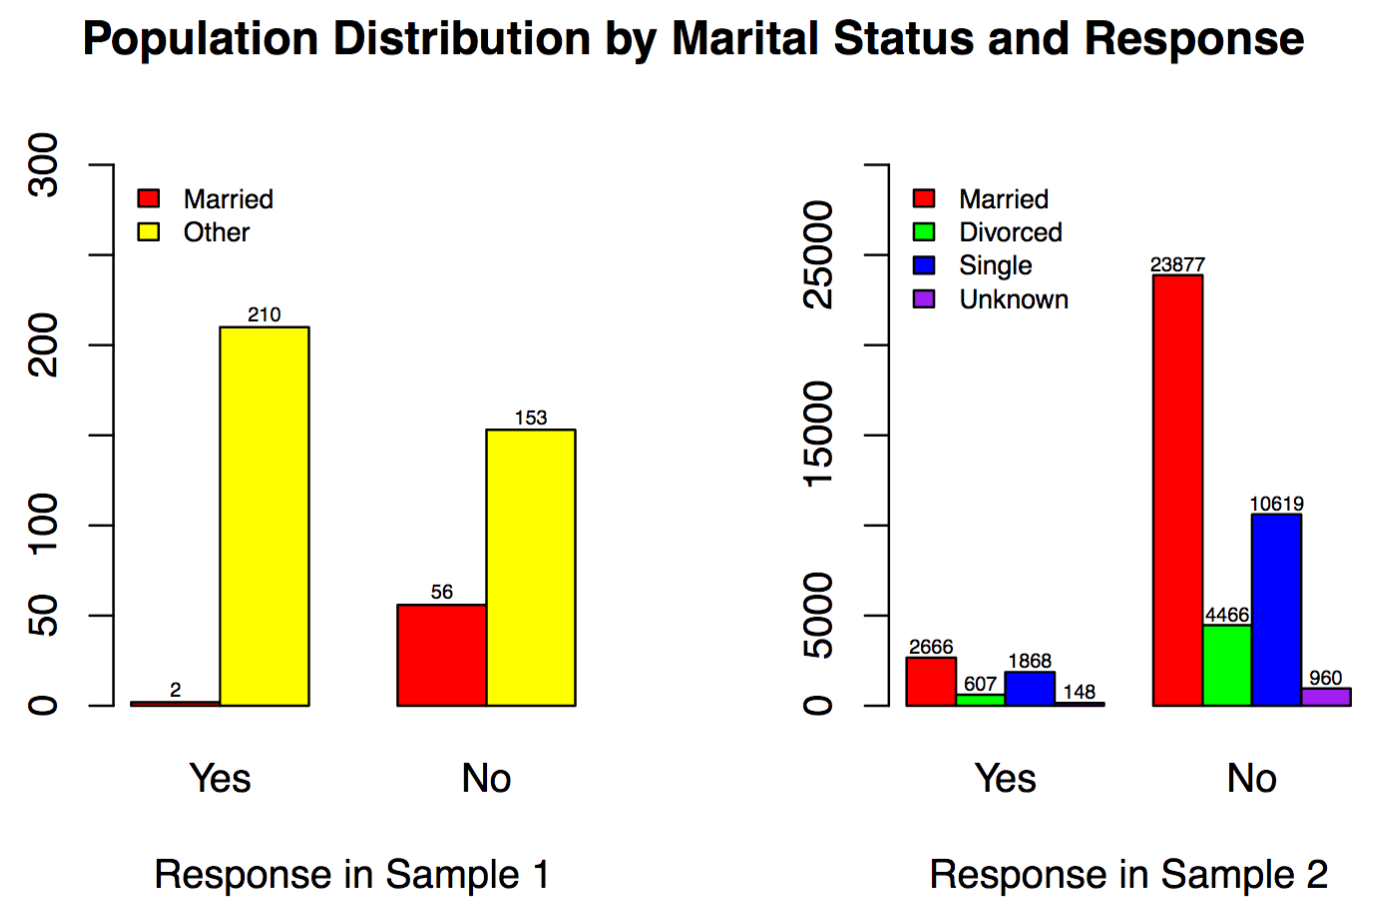 Population Distribution by Marital Status and Response
300
200
100
50
0
Married
Other
2
210
56
153
Yes
No
Response in Sample 1
25000
15000
5000
0
Married
Divorced
Single
Unknown
2666
607
1868
148
23877
4466
10619
960
Yes
No
Response in Sample 2